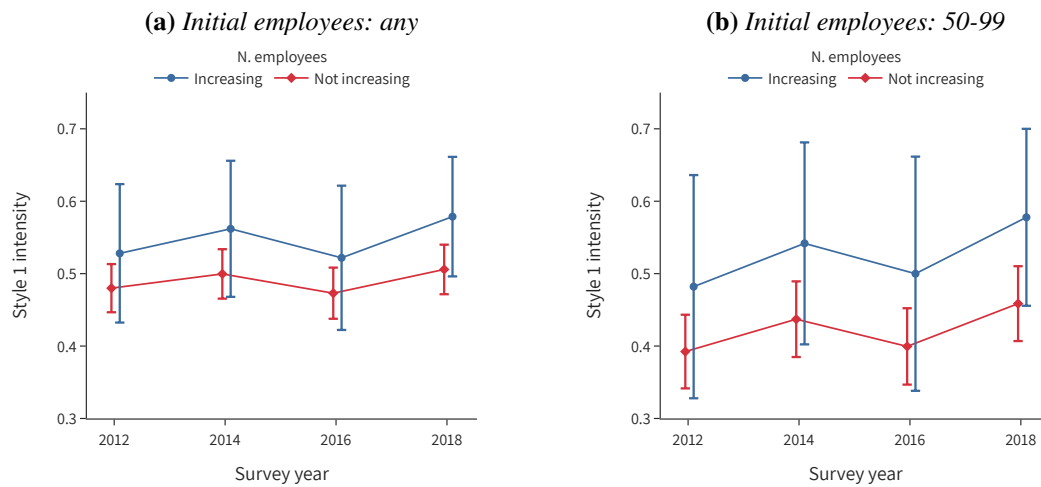 (a) Initial employees: any
N. employees
Increasing Not increasing
0.7
0.6
0.5
0.4
0.3
Style 1 intensity
2012 2014 2016 2018
Survey year
(b) Initial employees: 50-99
N. employees
Increasing Not increasing
0.7
0.6
0.5
0.4
0.3
Style 1 intensity
2012 2014 2016 2018
Survey year